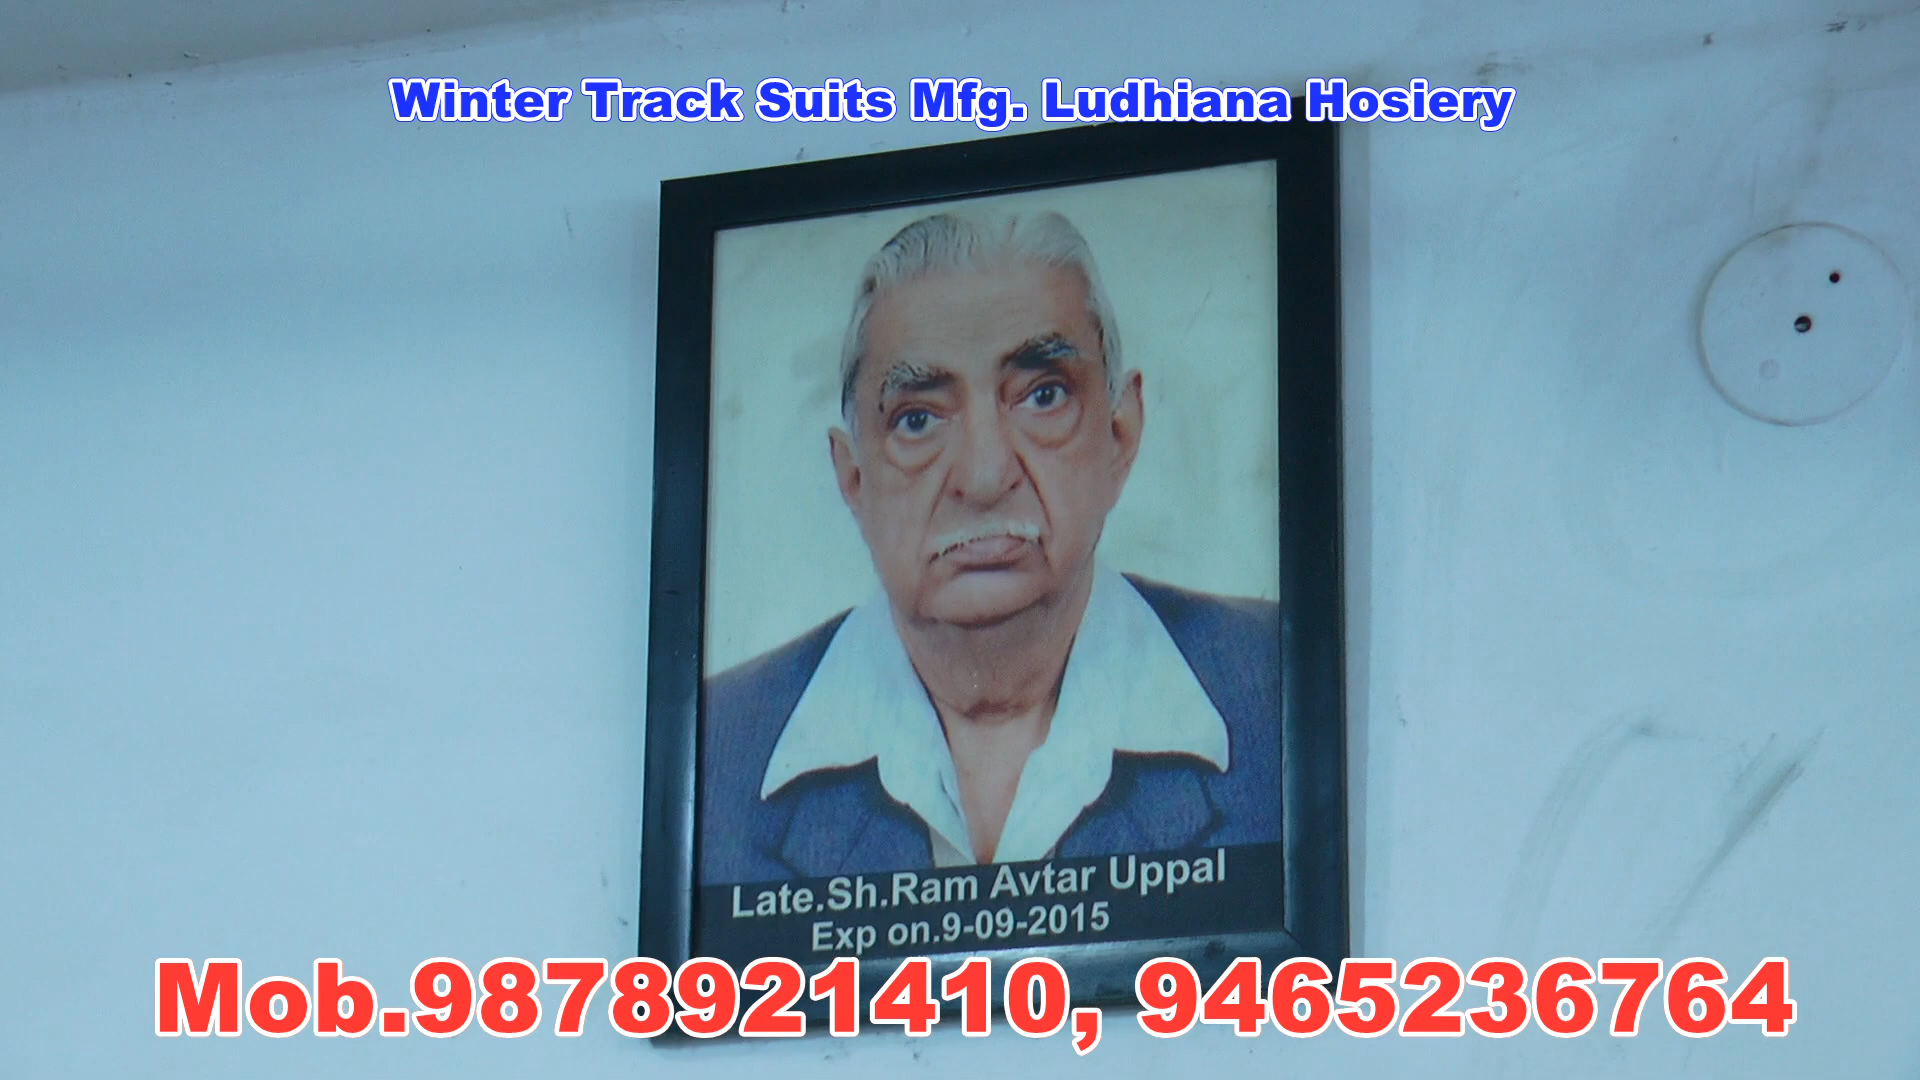 Winter Track Suits Mfg. Ludhiana Hosiery
Late.Sh.Ram Avtar Uppal
Exp on.9-09-2015
Mob.9878921410, 9465236764